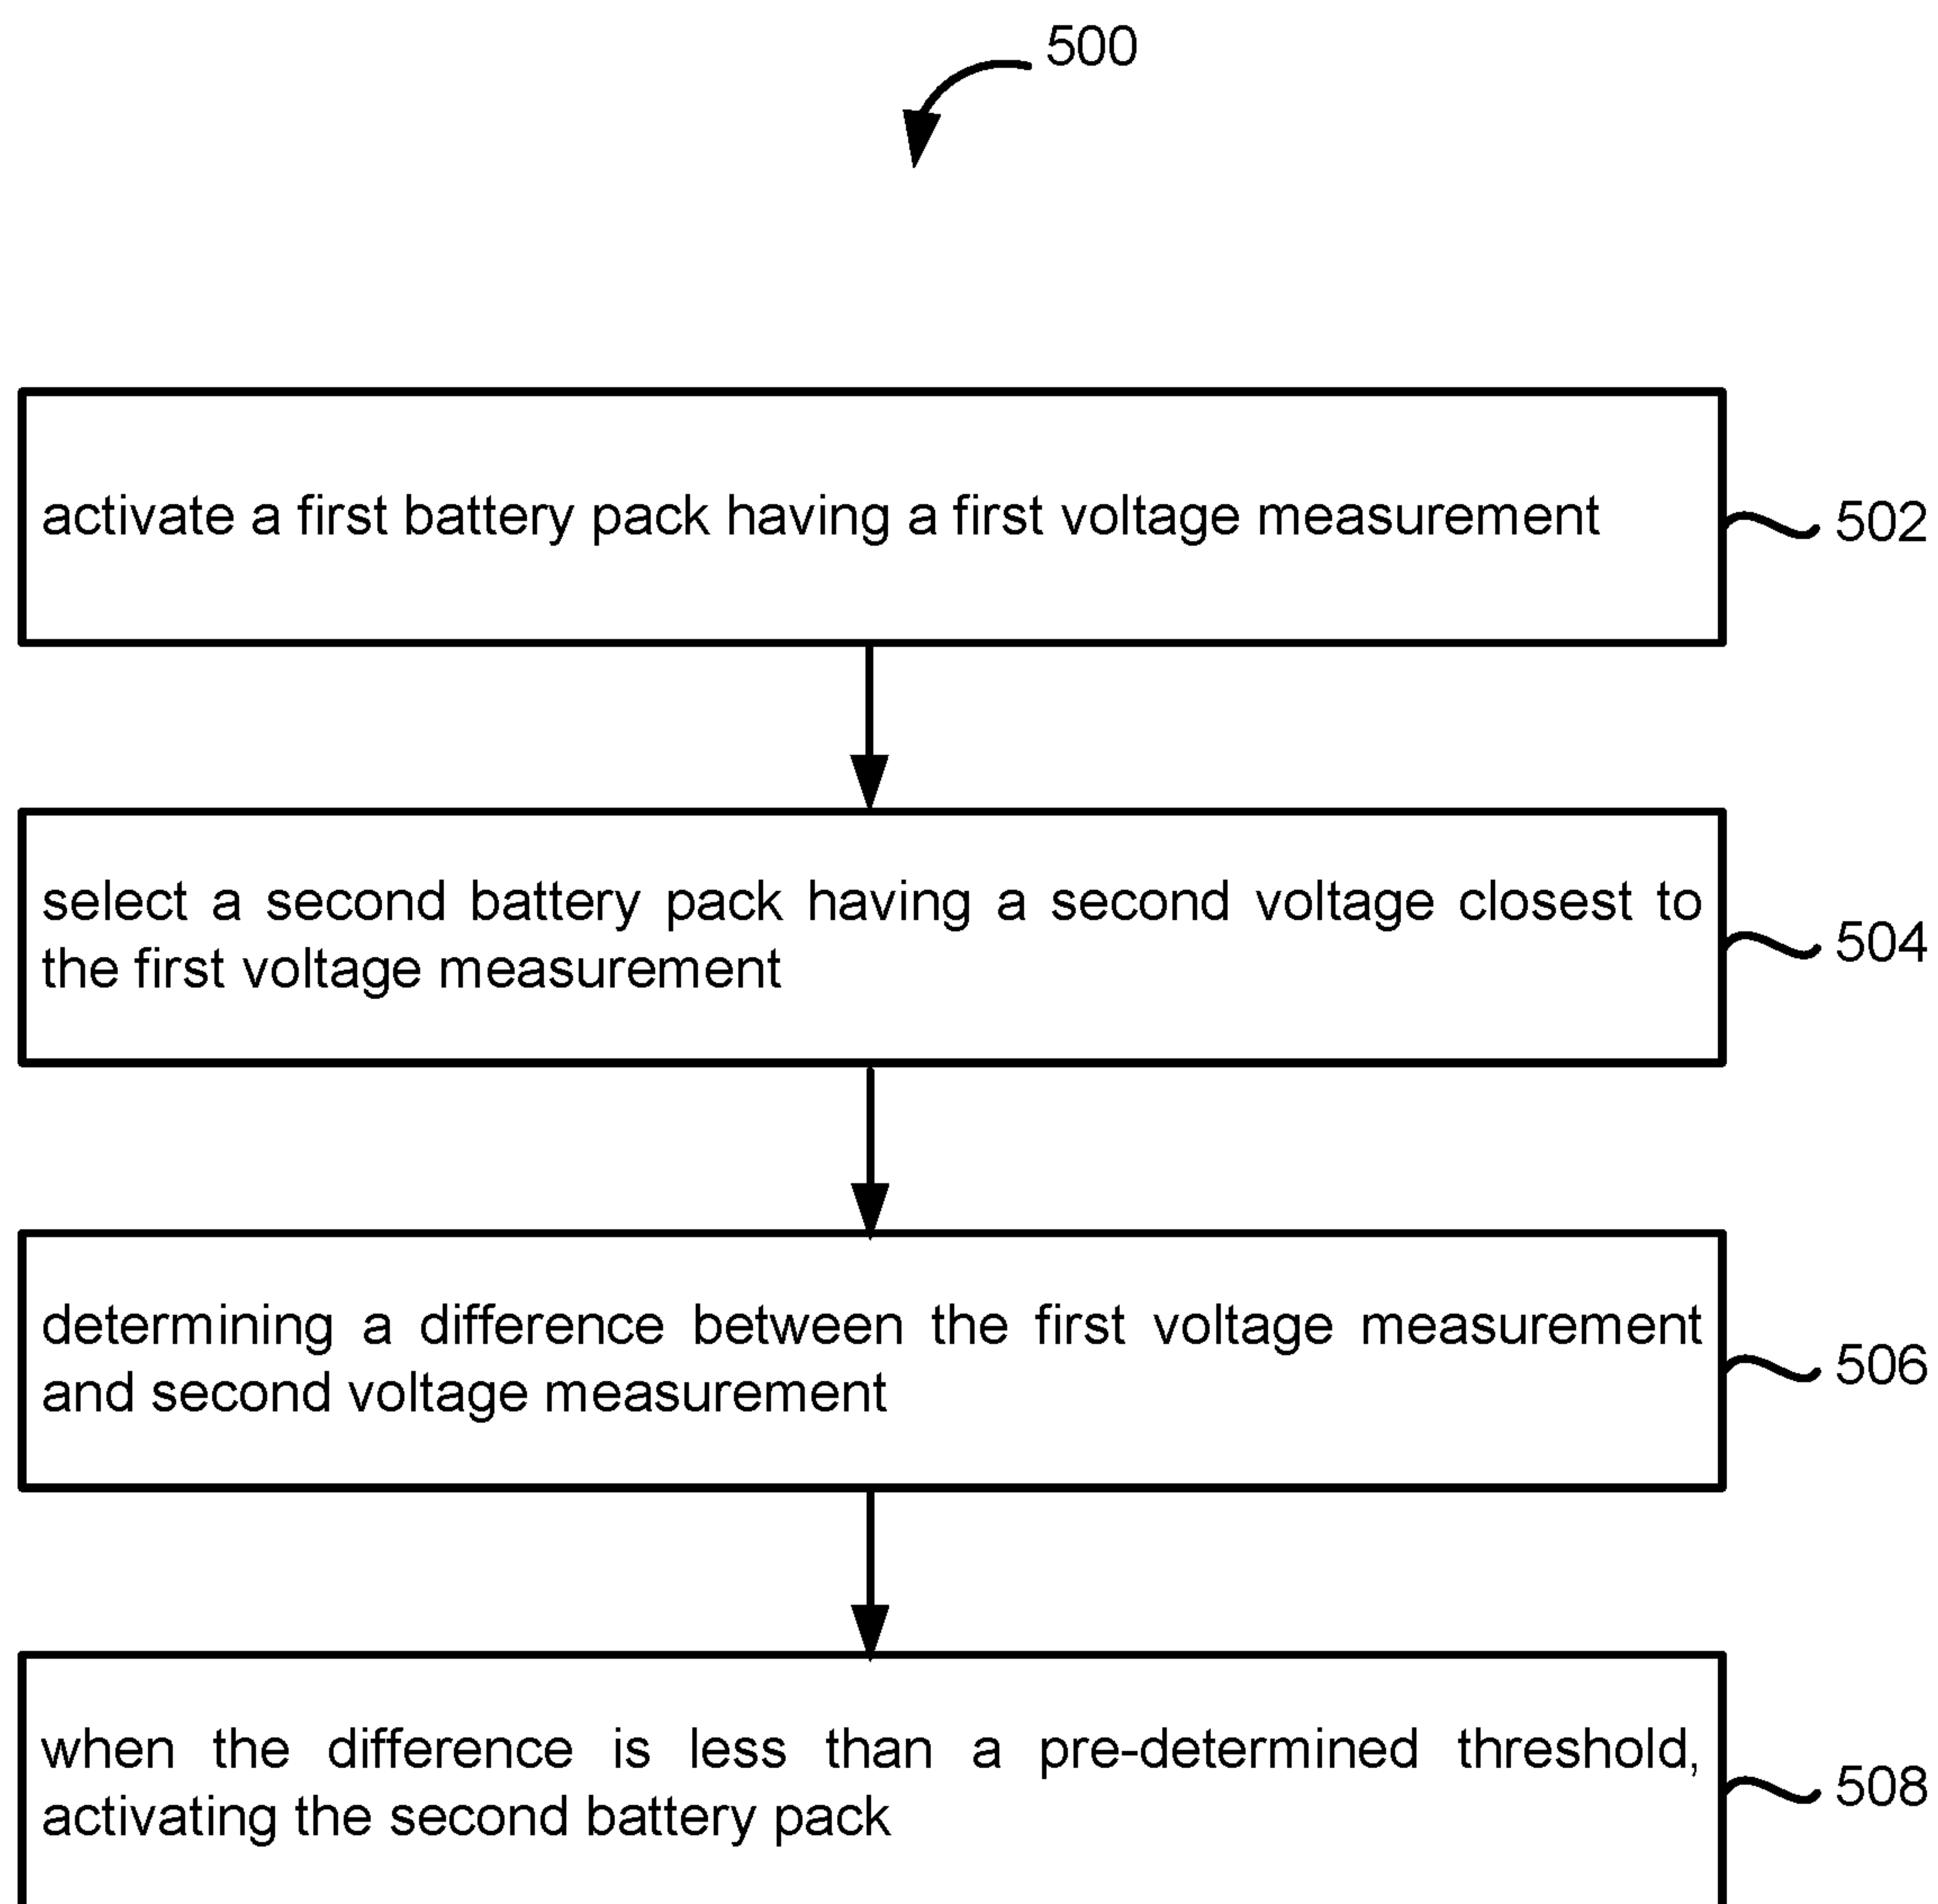 500
activate a first battery pack having a first voltage measurement
502
select a second battery pack having a second voltage closest to
the first voltage measurement
504
determining a difference between the first voltage measurement
and second voltage measurement
506
when the difference is less than a pre-determined threshold,
activating the second battery pack
508